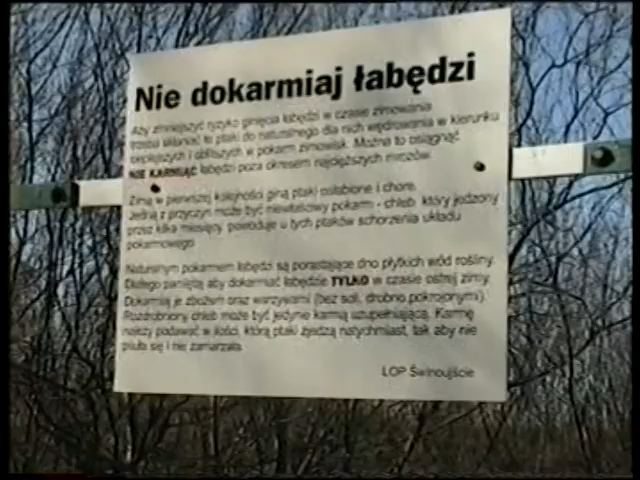 Nie dokarmiaj łabędzi
Aby zmniejszyć ryzyko ginięcia łabędzi w czasie zimowania
trzeba skłaniać te ptaki do naturalnego dla nich wędrowania w kierunku
cieplejszych i obfitszych w pokarm zimowisk. Można to osiągnąć
NIE KARMIĄC łabędzi poza okresem najcięższych mrozów.
Zimą w pierwszej kolejności giną ptaki osłabione i chore.
Jedną z przyczyn może być niewłaściwy pokarm - chleb, który jedzony
przez kilka miesięcy, powoduje u tych ptaków schorzenia układu
pokarmowego.
Naturalnym pokarmem łabędzi są porastające dno płytkich wód rośliny.
Dlatego pamiętaj aby dokarmiać łabędzie TYLKO w czasie ostrej zimy.
Dokarmiaj je zbożem oraz warzywami (bez soli, drobno pokrojonymi).
Rozdrobniony chleb może być jedynie karmą uzupełniającą. Karmę
należy podawać w ilości, którą ptaki zjedzą natychmiast, tak aby nie
psuła się i nie zamarzała.
LOP Świnoujście